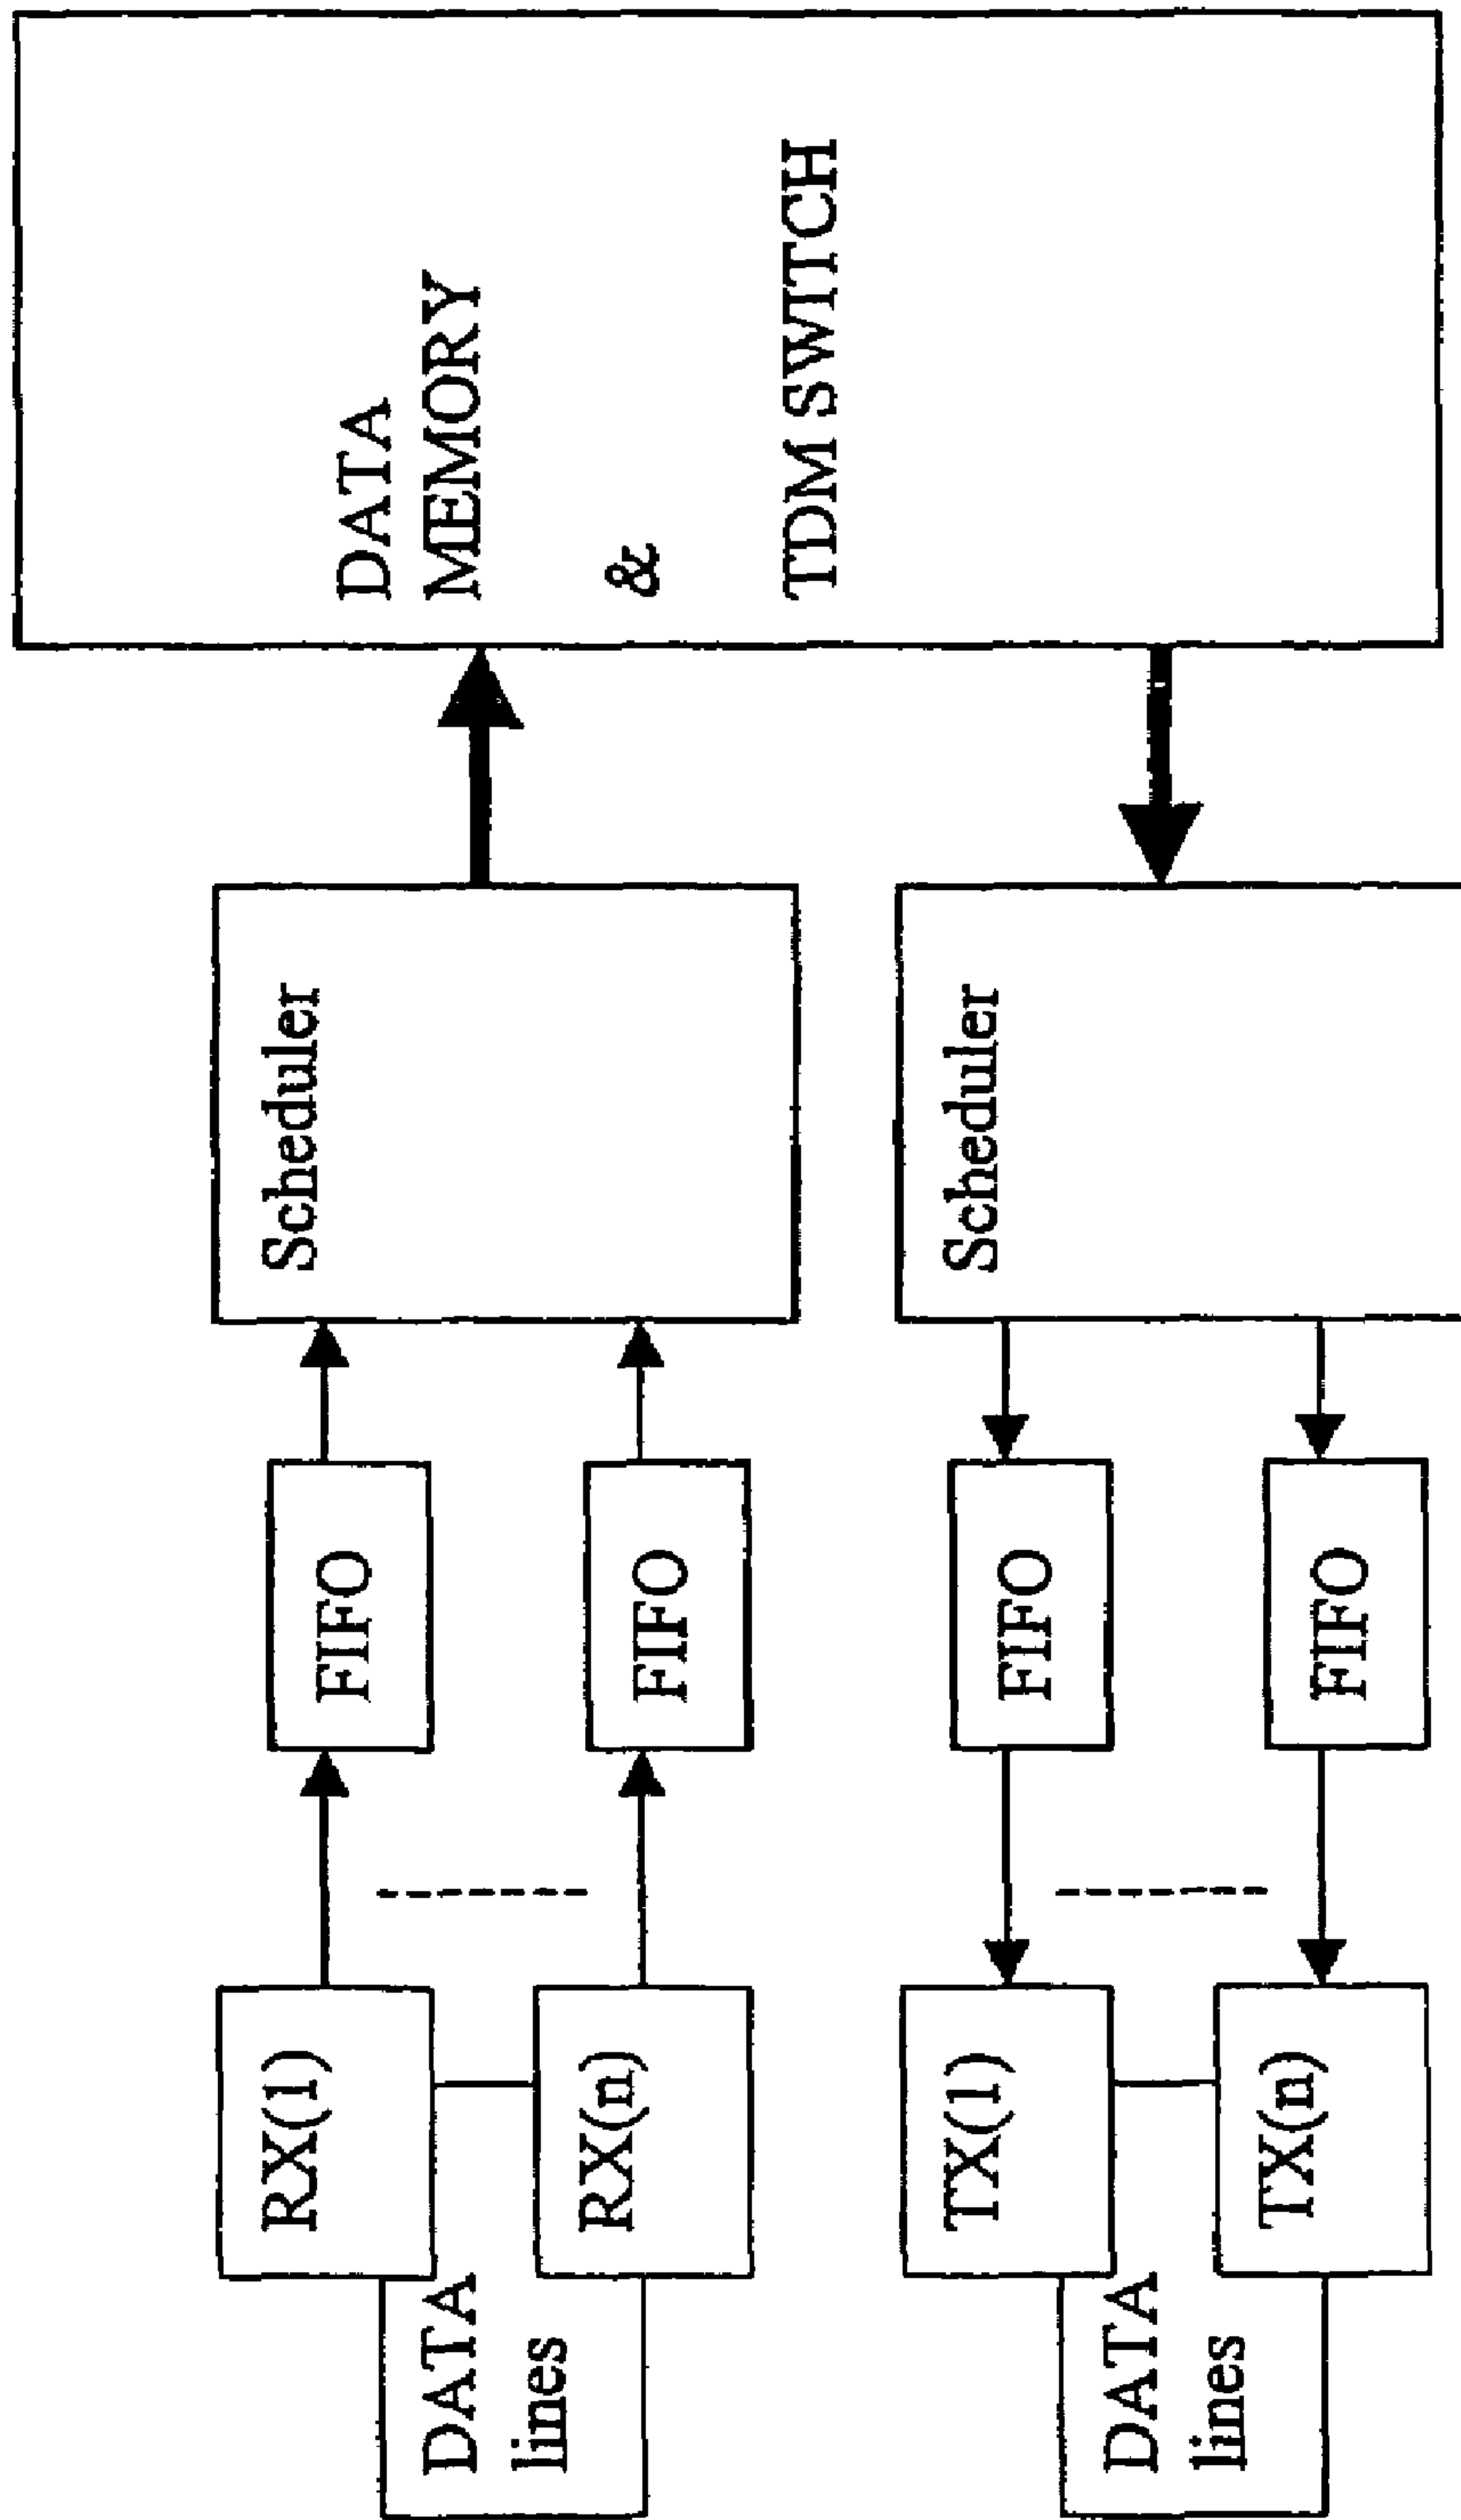 DATA
lines
RX(1)
RX(n)
FIFO
FIFO
Scheduler
DATA
MEMORY
&
TDM SWITCH
DATA
lines
TX(1)
TX(n)
FIFO
FIFO
Scheduler